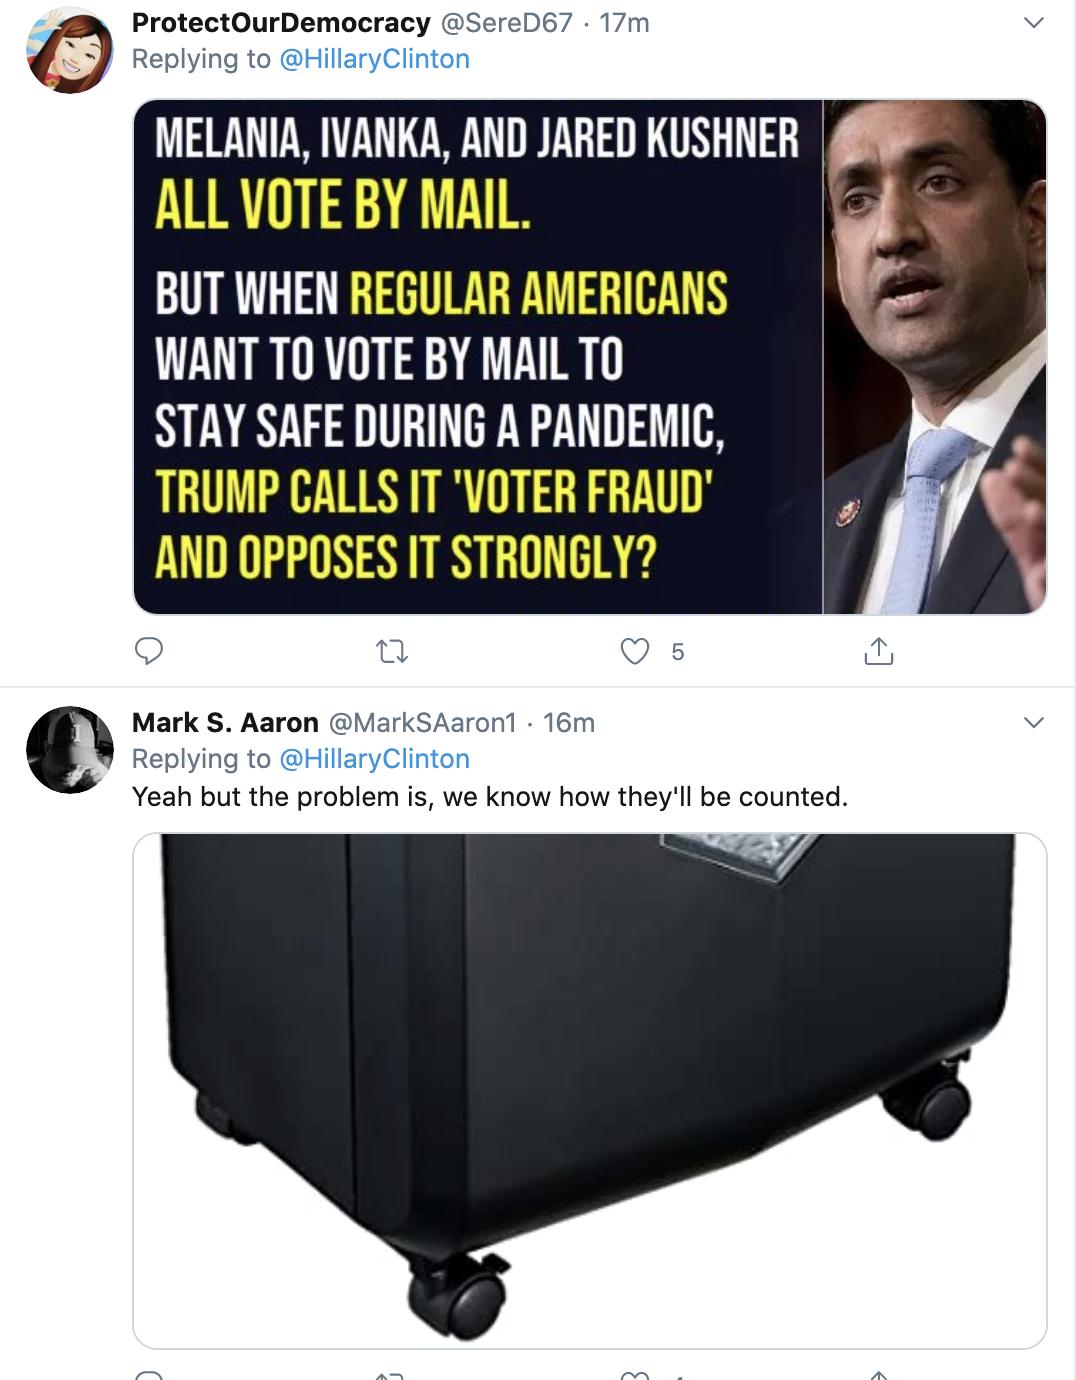 ProtectOurDemocracy @SereD67 · 17m
Replying to @HillaryClinton
MELANIA, IVANKA, AND JARED KUSHNER
ALL VOTE BY MAIL.
BUT WHEN REGULAR AMERICANS
WANT TO VOTE BY MAIL TO
STAY SAFE DURING A PANDEMIC,
TRUMP CALLS IT 'VOTER FRAUD'
AND OPPOSES IT STRONGLY?
5
Mark S. Aaron @MarkSAaron1 · 16m
Replying to @HillaryClinton
Yeah but the problem is, we know how they'll be counted.